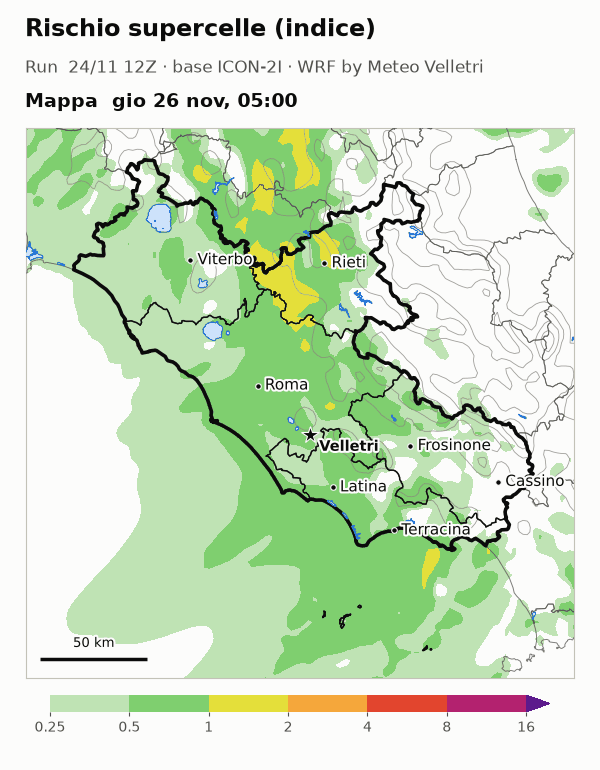 Rischio supercelle (indice)
Run  24/11 12Z · base ICON-2I · WRF by Meteo Velletri
Mappa  gio 26 nov, 05:00
Viterbo
Rieti
Roma
Velletri
Frosinone
Latina
Cassino
Terracina
50 km
0.25 0.5 1 2 4 8 16